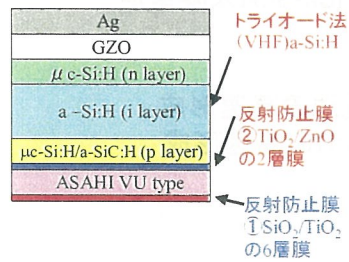 Ag
GZO
μc-Si:H (n layer)
a -Si:H (i layer)
μc-Si:H/a-SiC:H (p layer)
ASAHI VU type
トライオード法
(VHF)a-Si:H
反射防止膜
②TiO₂/ZnO
の2層膜
反射防止膜
①SiO₂/TiO₂
の6層膜